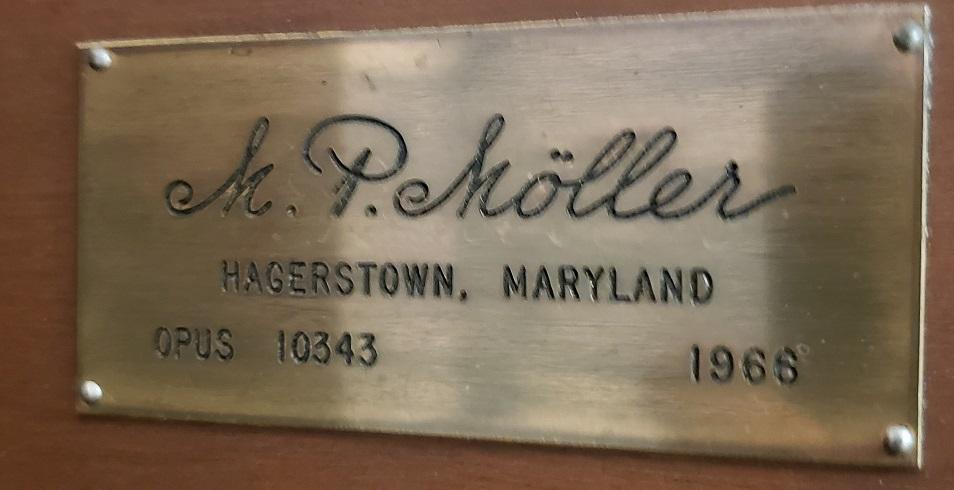 M. P. Möller
HAGERSTOWN, MARYLAND
OPUS 10343 1966